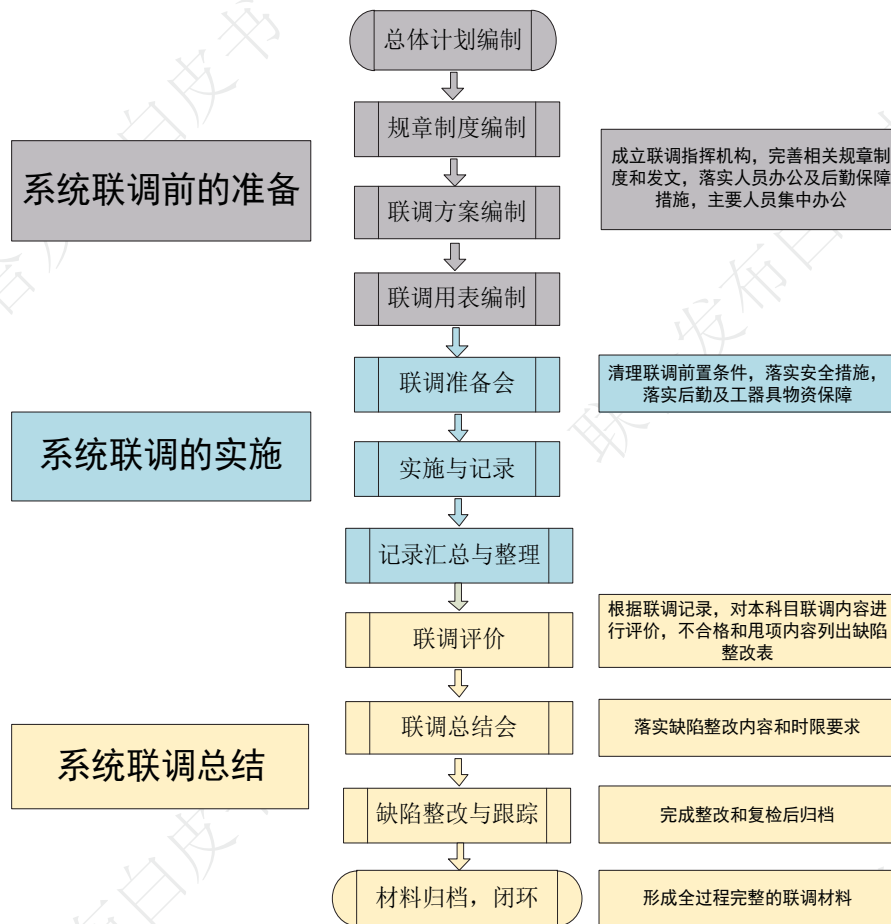 总体计划编制
规章制度编制
系统联调前的准备
成立联调指挥机构，完善相关规章制
度和发文，落实人员办公及后勤保障
措施，主要人员集中办公
联调方案编制
联调用表编制
联调准备会
清理联调前置条件，落实安全措施，
落实后勤及工器具物资保障
系统联调的实施
实施与记录
记录汇总与整理
联调评价
根据联调记录，对本科目联调内容进
行评价，不合格和甩项内容列出缺陷
整改表
联调总结会
落实缺陷整改内容和时限要求
系统联调总结
缺陷整改与跟踪
完成整改和复检后归档
材料归档，闭环
形成全过程完整的联调材料